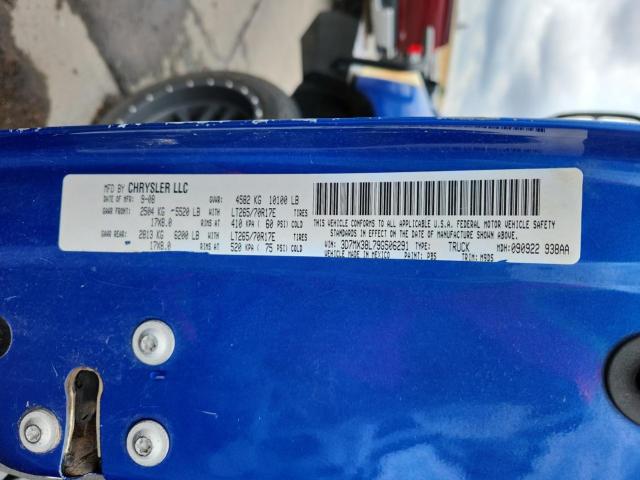 MFD BY CHRYSLER LLC
DATE OF MFR: 9-08 GVWR: 4582 KG 10100 LB
GAWR FRONT: 2504 KG 5520 LB WITH LT265/70R17E TIRES
17X8.0 RIMS AT 410 KPA ( 60 PSI) COLD
GAWR REAR: 2813 KG 6200 LB WITH LT265/70R17E TIRES
17X8.0 RIMS AT 520 KPA ( 75 PSI) COLD
THIS VEHICLE CONFORMS TO ALL APPLICABLE U.S.A. FEDERAL MOTOR VEHICLE SAFETY
STANDARDS IN EFFECT ON THE DATE OF MANUFACTURE SHOWN ABOVE.
VIN: 3D7MX38L79G506291 TYPE: TRUCK MDH: 090922 938AA
VEHICLE MADE IN MEXICO PAINT: PB5 TRIM: M9D5